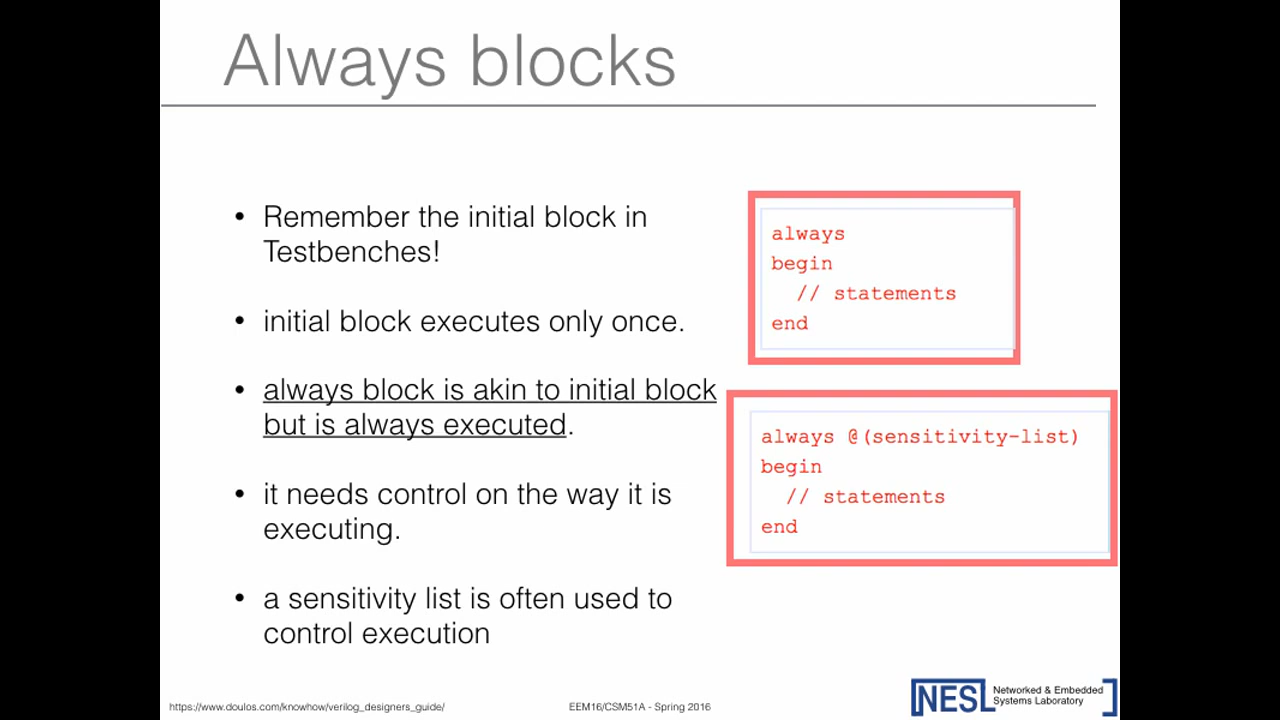 Always blocks
• Remember the initial block in
Testbenches!
• initial block executes only once.
• always block is akin to initial block
but is always executed.
• it needs control on the way it is
executing.
• a sensitivity list is often used to
control execution
always
begin
  // statements
end
always @(sensitivity-list)
begin
  // statements
end
https://www.doulos.com/knowhow/verilog_designers_guide/
EEM16/CSM51A - Spring 2016
NESL
Networked & Embedded
Systems Laboratory